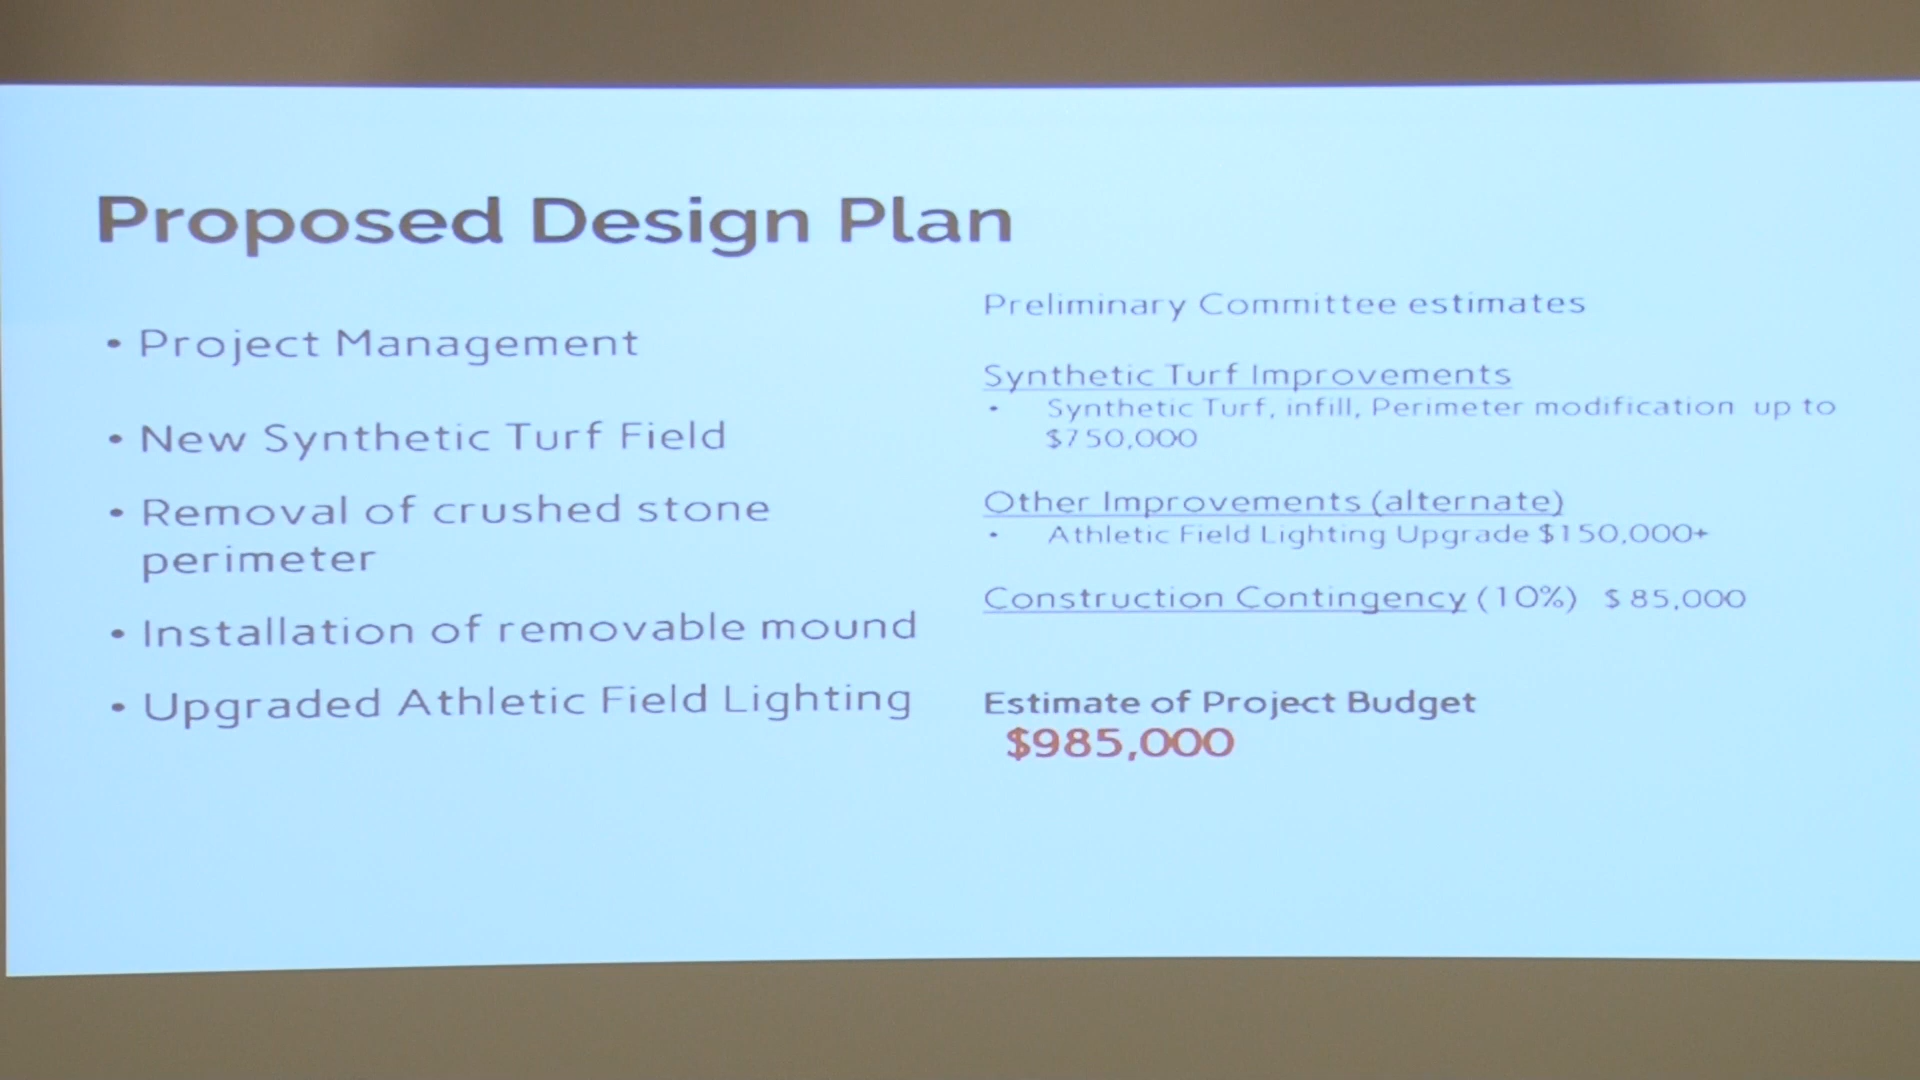 Proposed Design Plan
• Project Management
• New Synthetic Turf Field
• Removal of crushed stone
perimeter
• Installation of removable mound
• Upgraded Athletic Field Lighting
Preliminary Committee estimates
Synthetic Turf Improvements
• Synthetic Turf, infill, Perimeter modification up to
$750,000
Other Improvements (alternate)
• Athletic Field Lighting Upgrade $150,000+
Construction Contingency (10%) $ 85,000
Estimate of Project Budget
$985,000